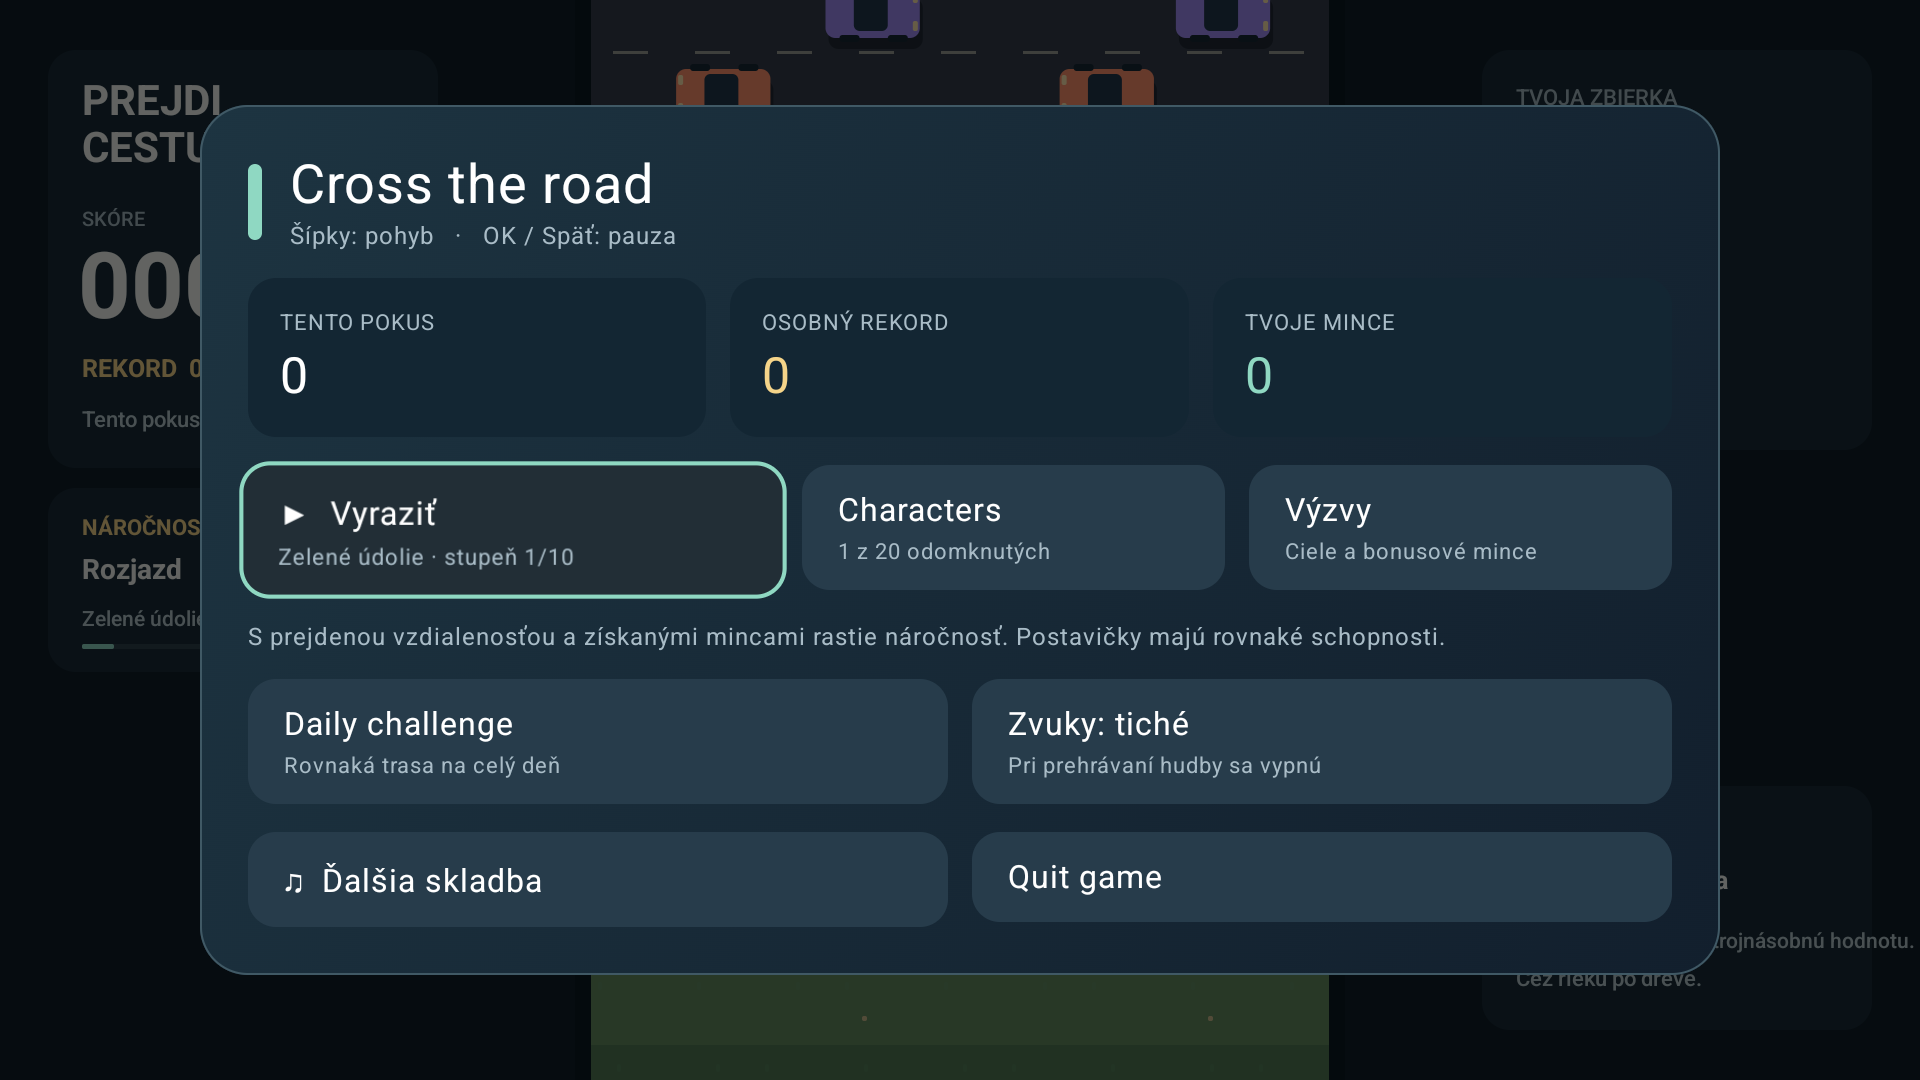 PREJDI
CESTU
SKÓRE
REKORD 0
Tento pokus
NÁROČNOS
Rozjazd
Zelené údolie
TVOJA ZBIERKA
Cross the road
Šípky: pohyb · OK / Späť: pauza
TENTO POKUS
0
OSOBNÝ REKORD
0
TVOJE MINCE
0
► Vyraziť
Zelené údolie · stupeň 1/10
Characters
1 z 20 odomknutých
Výzvy
Ciele a bonusové mince
S prejdenou vzdialenosťou a získanými mincami rastie náročnosť. Postavičky majú rovnaké schopnosti.
Daily challenge
Rovnaká trasa na celý deň
Zvuky: tiché
Pri prehrávaní hudby sa vypnú
♫ Ďalšia skladba
Quit game
trojnásobnú hodnotu.
Cez rieku po dreve.